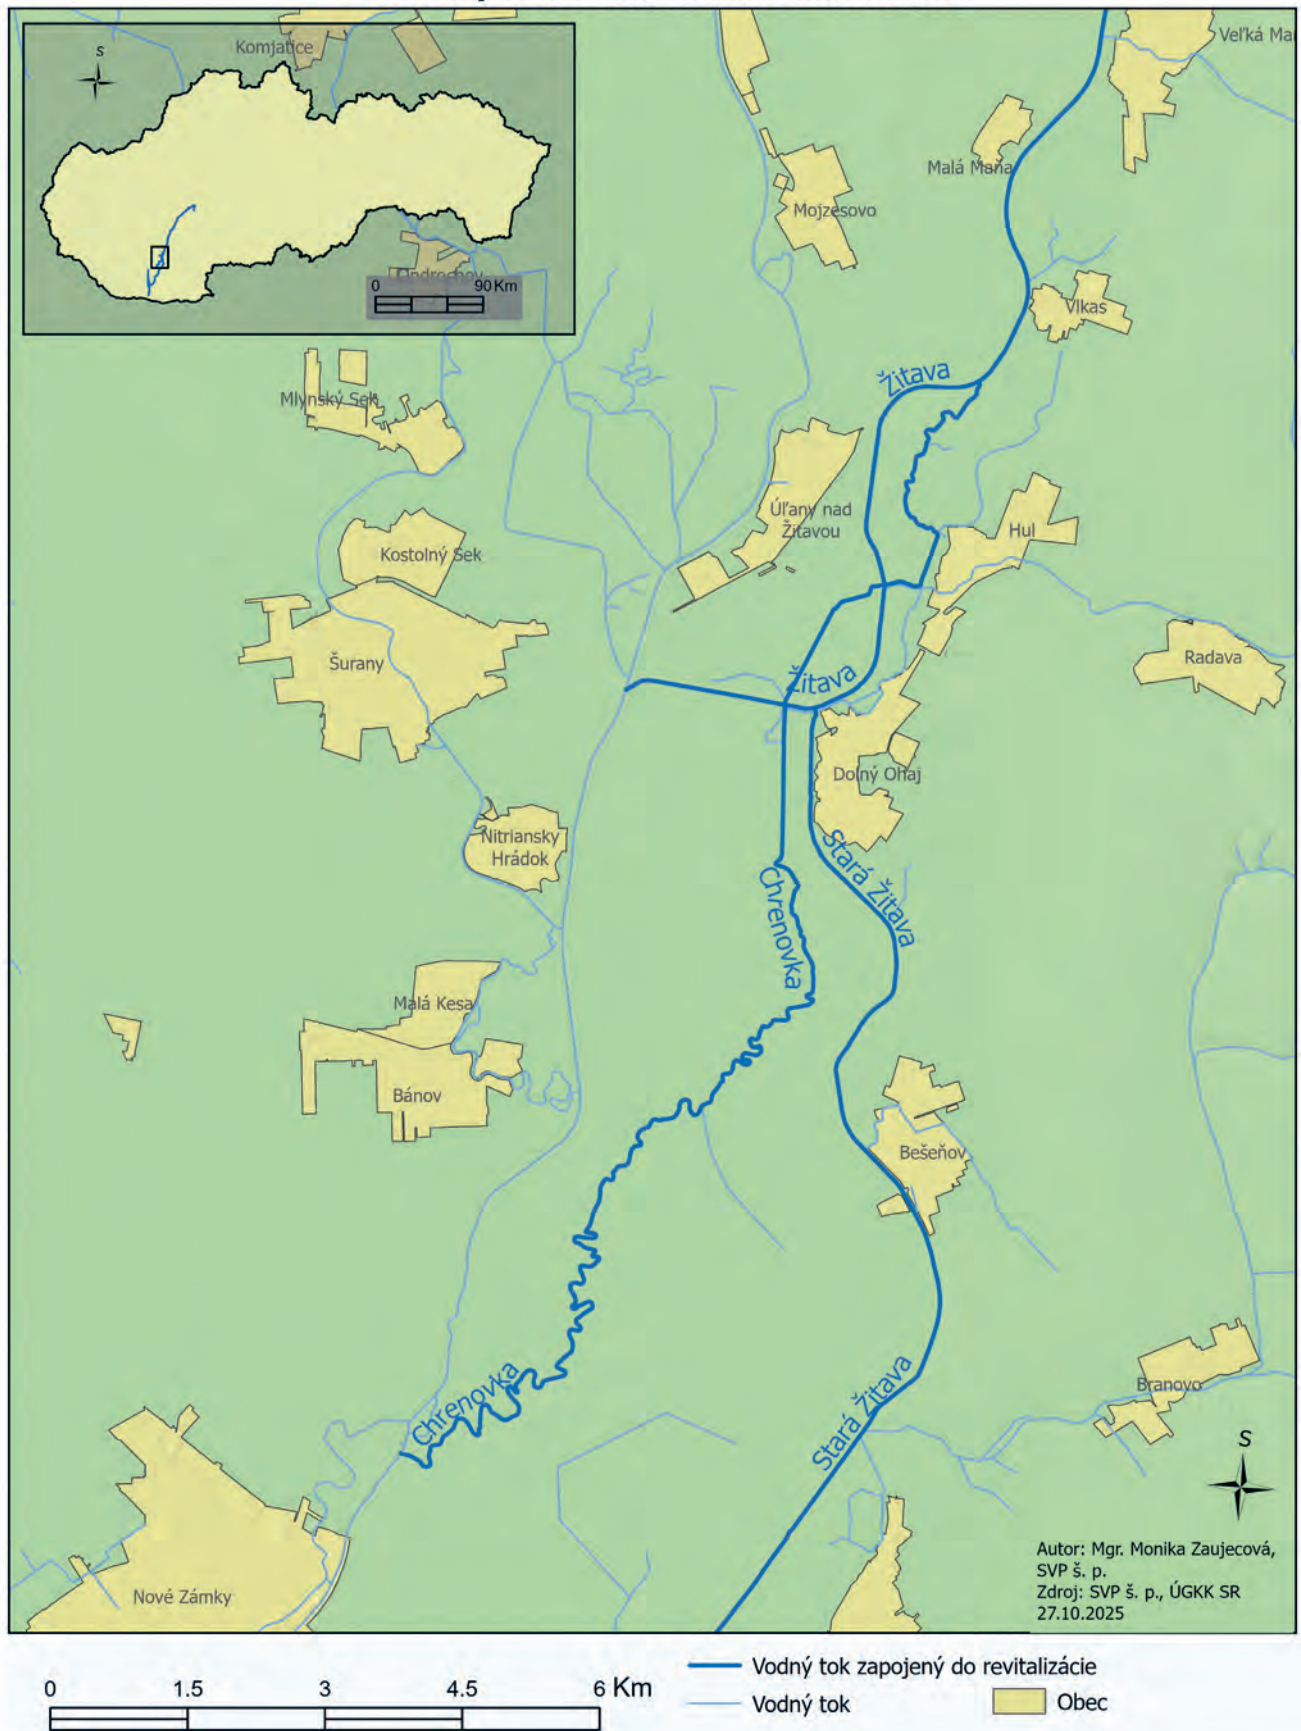 Komjatice
S
0 90 Km
Veľká Ma
Malá Maňa
Mojzesovo
Vlkas
Žitava
Mlynský Sek
Úľany nad
Žitavou
Hul
Kostolný Sek
Šurany
Žitava
Radava
Dolný Ohaj
Nitriansky
Hrádok
Stará Žitava
Chrenovka
Malá Kesa
Bánov
Bešeňov
Chrenovka
Stará Žitava
Branovo
S
Nové Zámky
Autor: Mgr. Monika Zaujecová,
SVP š. p.
Zdroj: SVP š. p., ÚGKK SR
27.10.2025
0 1.5 3 4.5 6 Km
Vodný tok zapojený do revitalizácie
Vodný tok
Obec